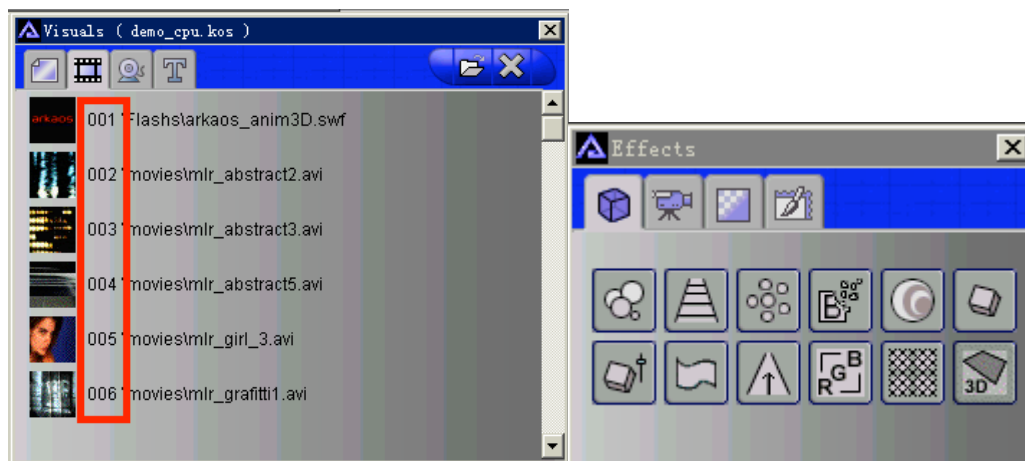 Visuals ( demo_cpu.kos )
T
arkaos 001 'Flashs\arkaos_anim3D.swf
002 'movies\mlr_abstract2.avi
003 'movies\mlr_abstract3.avi
004 'movies\mlr_abstract5.avi
005 'movies\mlr_girl_3.avi
006 'movies\mlr_grafitti1.avi
Effects
B
R G B
3D